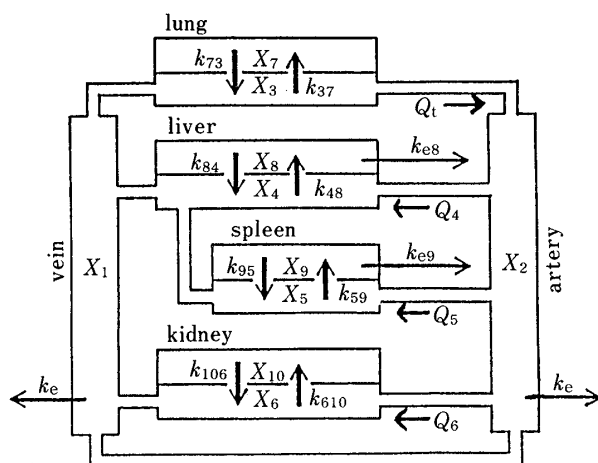 lung
k73 X7
X3 k37
Qt
liver
k84 X8 ke8
X4 k48
Q4
spleen
k95 X9 ke9
X5 k59
Q5
vein
X1
X2
artery
kidney
k106 X10
X6 k610
Q6
ke
ke